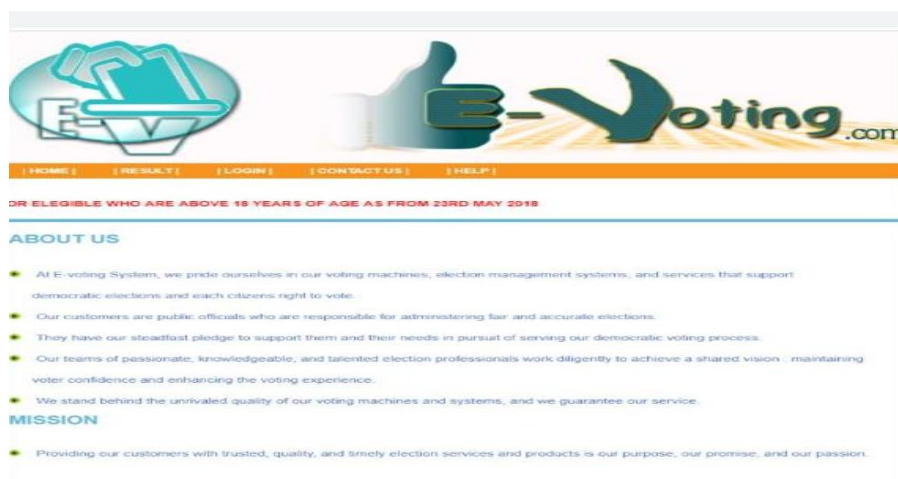 E-V
E-Voting.com
| HOME | | RESULT | | LOGIN | | CONTACT US | | HELP |
OR ELEGIBLE WHO ARE ABOVE 18 YEARS OF AGE AS FROM 23RD MAY 2018
ABOUT US
At E-voting System, we pride ourselves in our voting machines, election management systems, and services that support
democratic elections and each citizens right to vote.
Our customers are public officials who are responsible for administering fair and accurate elections.
They have our steadfast pledge to support them and their needs in pursuit of serving our democratic voting process.
Our teams of passionate, knowledgeable, and talented election professionals work diligently to achieve a shared vision : maintaining
voter confidence and enhancing the voting experience.
We stand behind the unrivaled quality of our voting machines and systems, and we guarantee our service.
MISSION
Providing our customers with trusted, quality, and timely election services and products is our purpose, our promise, and our passion.